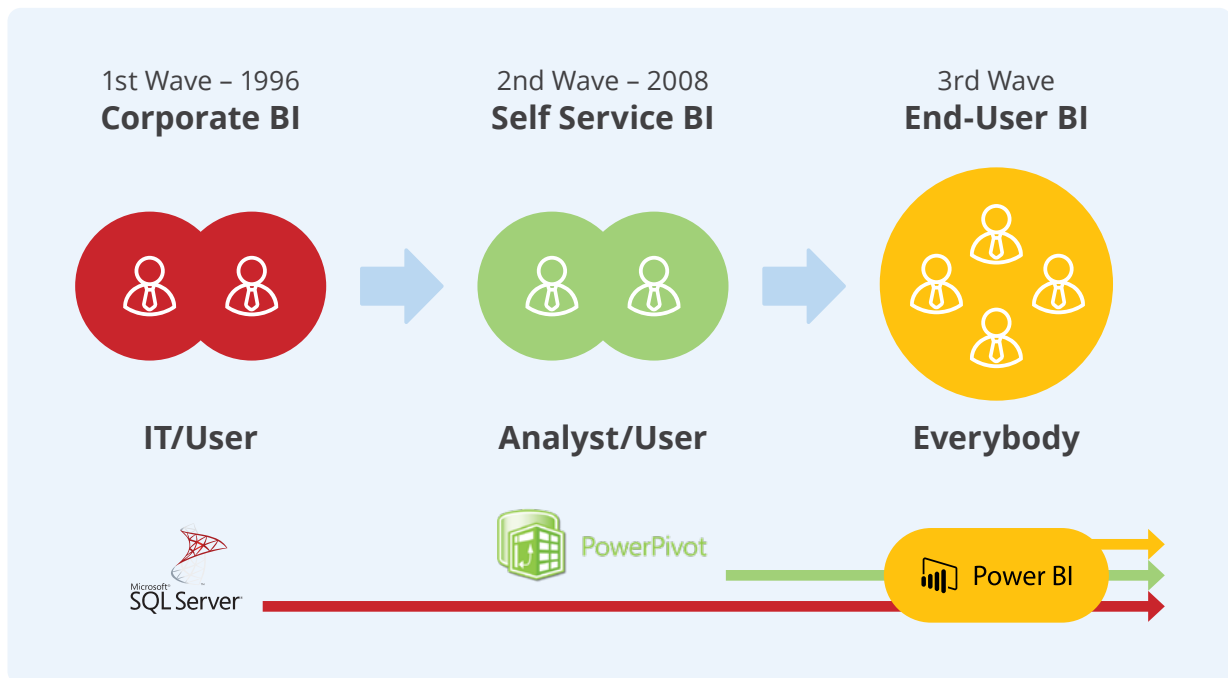 1st Wave – 1996
Corporate BI
2nd Wave – 2008
Self Service BI
3rd Wave
End-User BI
IT/User
Analyst/User
Everybody
Microsoft®
SQL Server
PowerPivot
Power BI